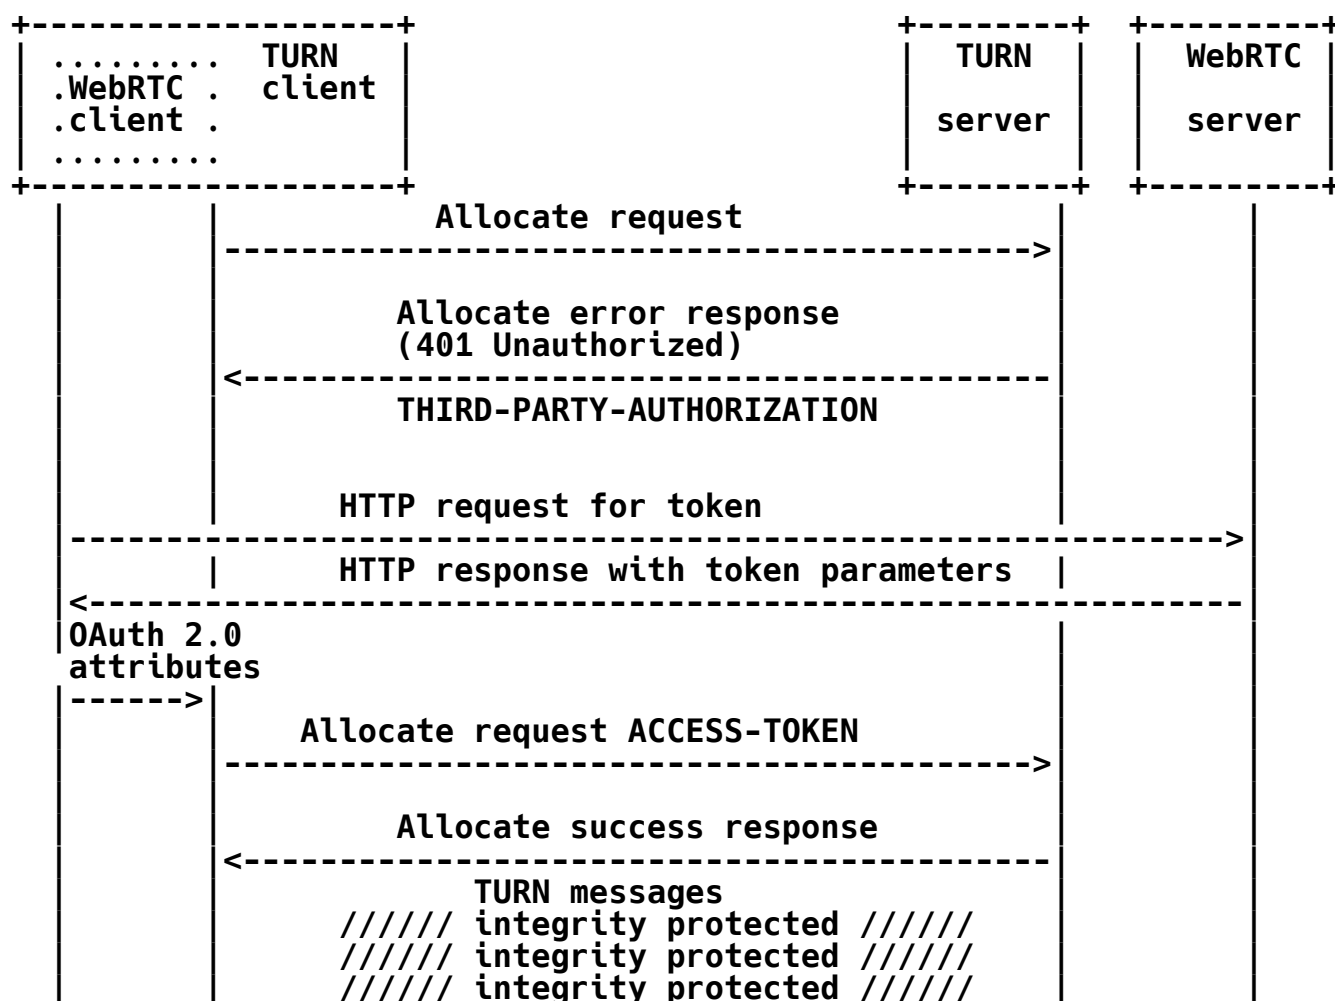 +-------------------+                         +--------+  +---------+
| .........  TURN   |                         |  TURN  |  |  WebRTC |
| .WebRTC .  client |                         |        |  |         |
| .client .         |                         | server |  |  server |
| .........         |                         |        |  |         |
+-------------------+                         +--------+  +---------+
  |       |           Allocate request                |         |
  |       |------------------------------------------>|         |
  |       |                                           |         |
  |       |         Allocate error response           |         |
  |       |         (401 Unauthorized)                |         |
  |       |<------------------------------------------|         |
  |       |         THIRD-PARTY-AUTHORIZATION         |         |
  |       |                                           |         |
  |       |                                           |         |
  |       |      HTTP request for token               |         |
  |------------------------------------------------------------>|
  |       |      HTTP response with token parameters  |         |
  |<------------------------------------------------------------|
  |OAuth 2.0                                          |         |
   attributes                                         |         |
  |------>|                                           |         |
  |       |    Allocate request ACCESS-TOKEN          |         |
  |       |------------------------------------------>|         |
  |       |                                           |         |
  |       |         Allocate success response         |         |
  |       |<------------------------------------------|         |
  |       |             TURN messages                 |         |
  |       |      ////// integrity protected //////    |         |
  |       |      ////// integrity protected //////    |         |
  |       |      ////// integrity protected //////    |         |